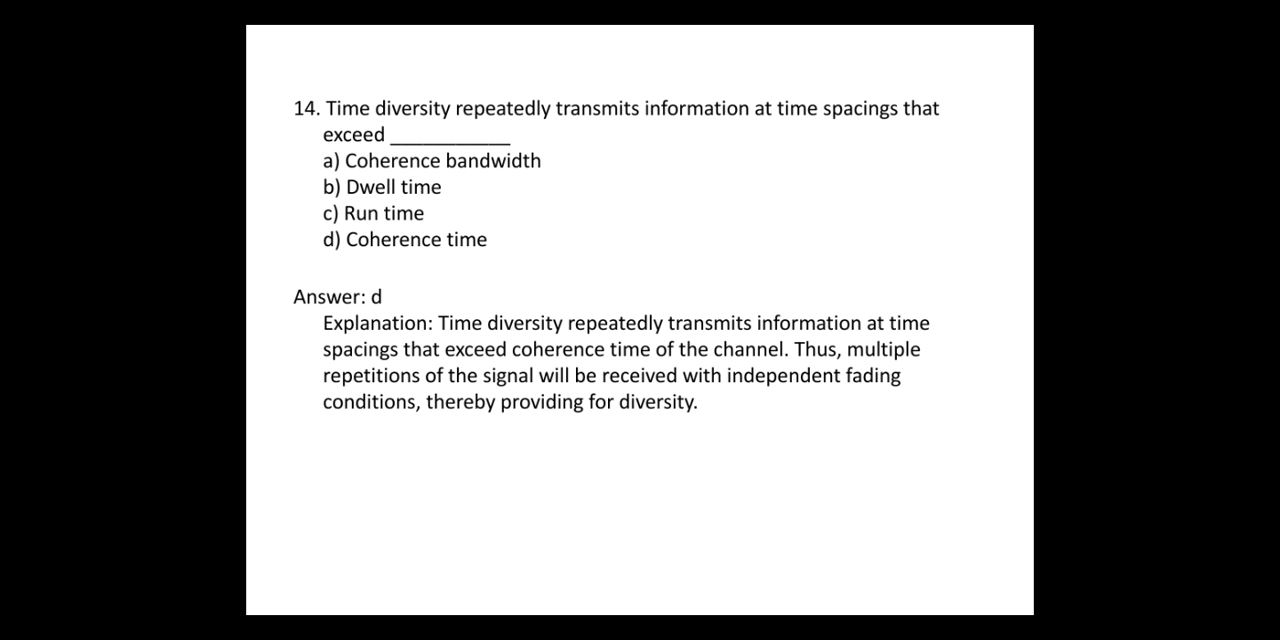 14. Time diversity repeatedly transmits information at time spacings that
exceed ___________
a) Coherence bandwidth
b) Dwell time
c) Run time
d) Coherence time
Answer: d
Explanation: Time diversity repeatedly transmits information at time
spacings that exceed coherence time of the channel. Thus, multiple
repetitions of the signal will be received with independent fading
conditions, thereby providing for diversity.